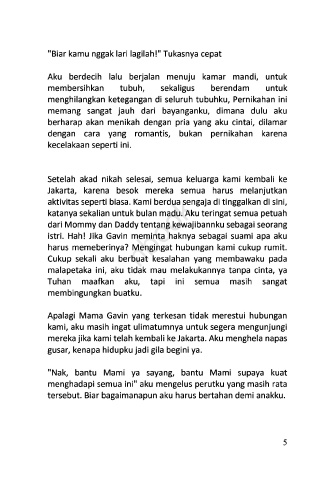 "Biar kamu nggak lari lagilah!" Tukasnya cepat
Aku berdecih lalu berjalan menuju kamar mandi, untuk
membersihkan tubuh, sekaligus berendam untuk
menghilangkan ketegangan di seluruh tubuhku, Pernikahan ini
memang sangat jauh dari bayanganku, dimana dulu aku
berharap akan menikah dengan pria yang aku cintai, dilamar
dengan cara yang romantis, bukan pernikahan karena
kecelakaan seperti ini.
Setelah akad nikah selesai, semua keluarga kami kembali ke
Jakarta, karena besok mereka semua harus melanjutkan
aktivitas seperti biasa. Kami berdua sengaja di tinggalkan di sini,
katanya sekalian untuk bulan madu. Aku teringat semua petuah
dari Mommy dan Daddy tentang kewajibannku sebagai seorang
istri. Hah! Jika Gavin meminta haknya sebagai suami apa aku
harus memeberinya? Mengingat hubungan kami cukup rumit.
Cukup sekali aku berbuat kesalahan yang membawaku pada
malapetaka ini, aku tidak mau melakukannya tanpa cinta, ya
Tuhan maafkan aku, tapi ini semua masih sangat
membingungkan buatku.
Apalagi Mama Gavin yang terkesan tidak merestui hubungan
kami, aku masih ingat ulimatumnya untuk segera mengunjungi
mereka jika kami telah kembali ke Jakarta. Aku menghela napas
gusar, kenapa hidupku jadi gila begini ya.
"Nak, bantu Mami ya sayang, bantu Mami supaya kuat
menghadapi semua ini" aku mengelus perutku yang masih rata
tersebut. Biar bagaimanapun aku harus bertahan demi anakku.
5